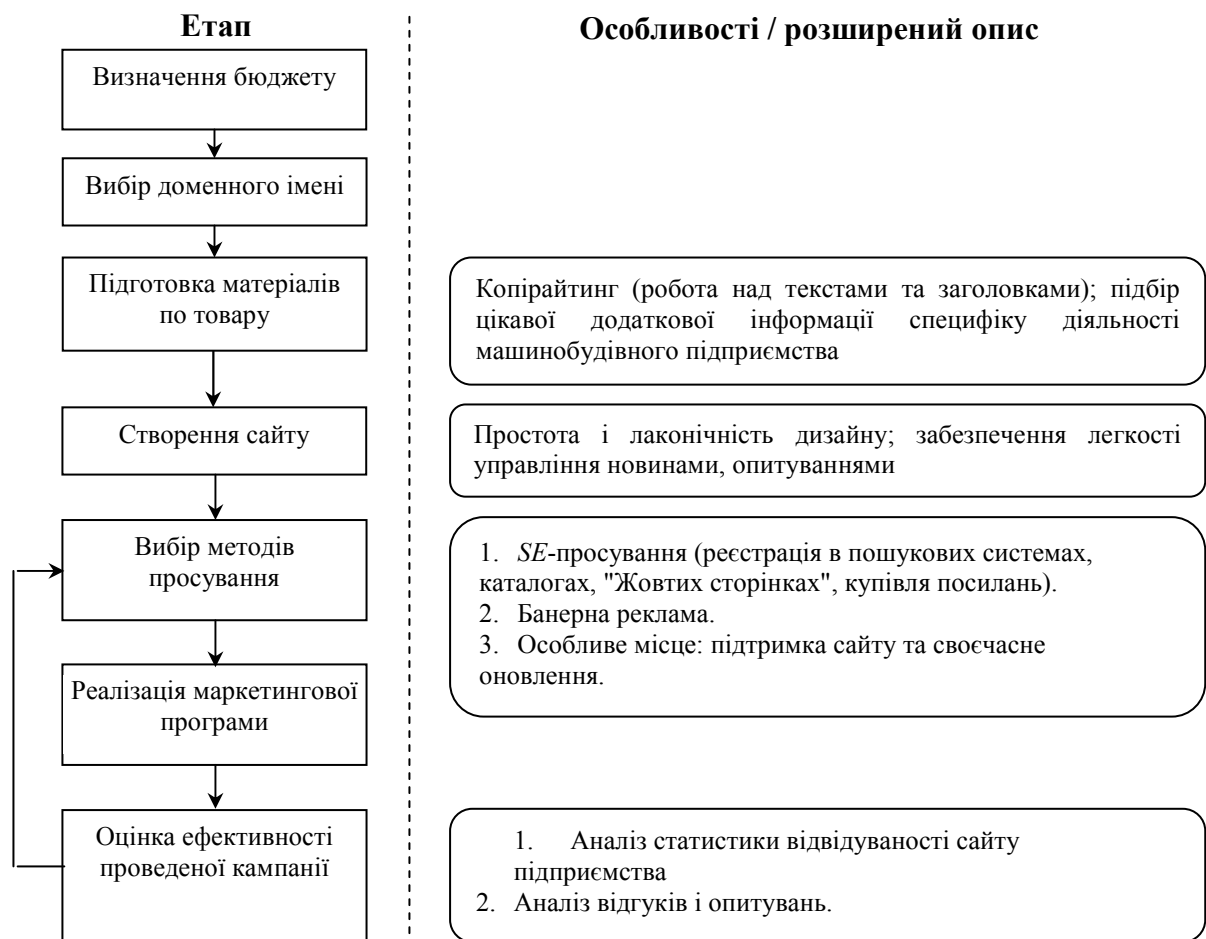 Етап
Особливості / розширений опис
Визначення бюджету
Вибір доменного імені
Підготовка матеріалів
по товару
Копірайтинг (робота над текстами та заголовками); підбір
цікавої додаткової інформації специфіку діяльності
машинобудівного підприємства
Створення сайту
Простота і лаконічність дизайну; забезпечення легкості
управління новинами, опитуваннями
Вибір методів
просування
1. SE-просування (реєстрація в пошукових системах,
каталогах, "Жовтих сторінках", купівля посилань).
2. Банерна реклама.
3. Особливе місце: підтримка сайту та своєчасне
оновлення.
Реалізація маркетингової
програми
Оцінка ефективності
проведеної кампанії
1. Аналіз статистики відвідуваності сайту
підприємства
2. Аналіз відгуків і опитувань.